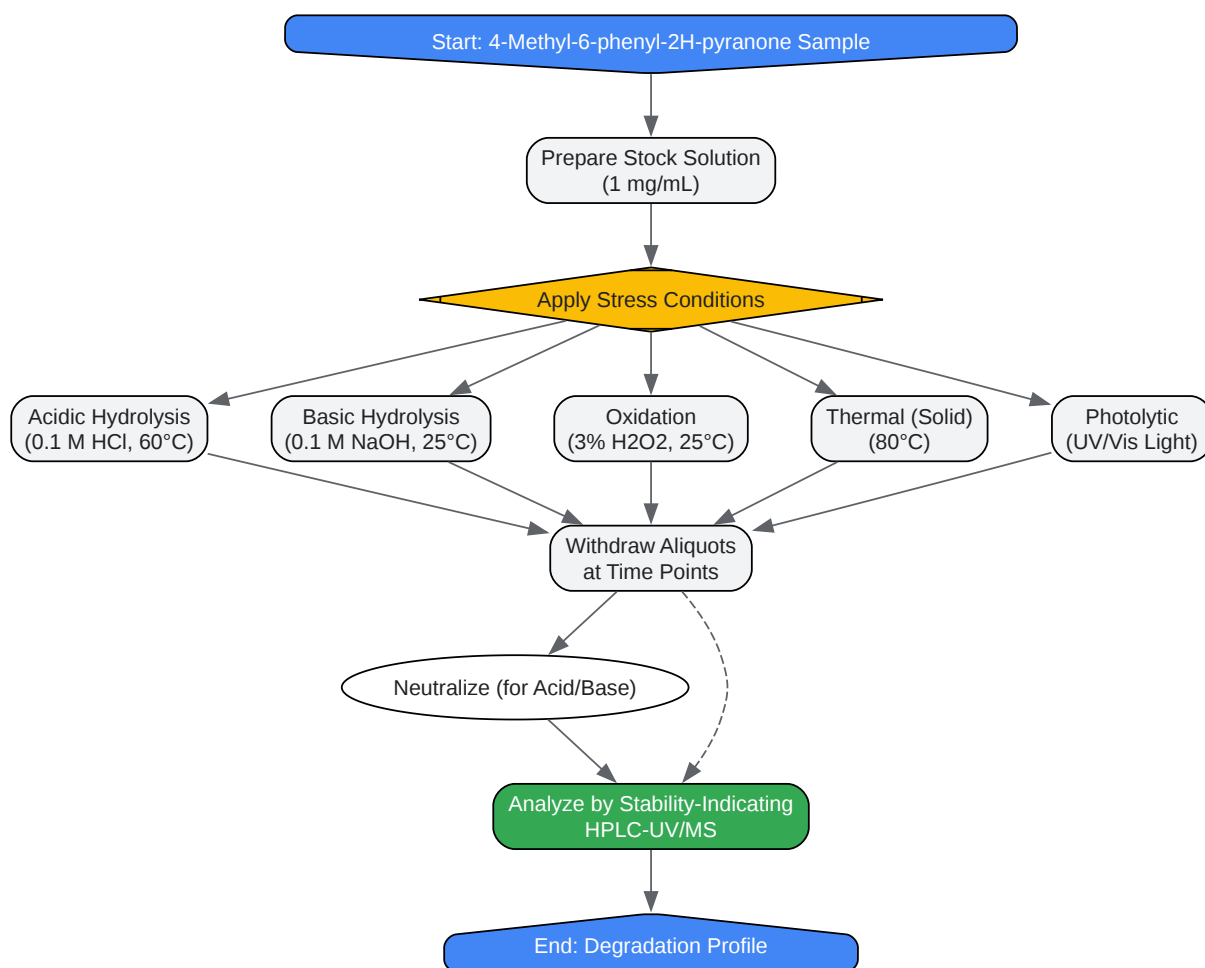 Start: 4-Methyl-6-phenyl-2H-pyranone Sample
Prepare Stock Solution
(1 mg/mL)
Apply Stress Conditions
Acidic Hydrolysis
(0.1 M HCl, 60°C)
Basic Hydrolysis
(0.1 M NaOH, 25°C)
Oxidation
(3% H2O2, 25°C)
Thermal (Solid)
(80°C)
Photolytic
(UV/Vis Light)
Withdraw Aliquots
at Time Points
Neutralize (for Acid/Base)
Analyze by Stability-Indicating
HPLC-UV/MS
End: Degradation Profile